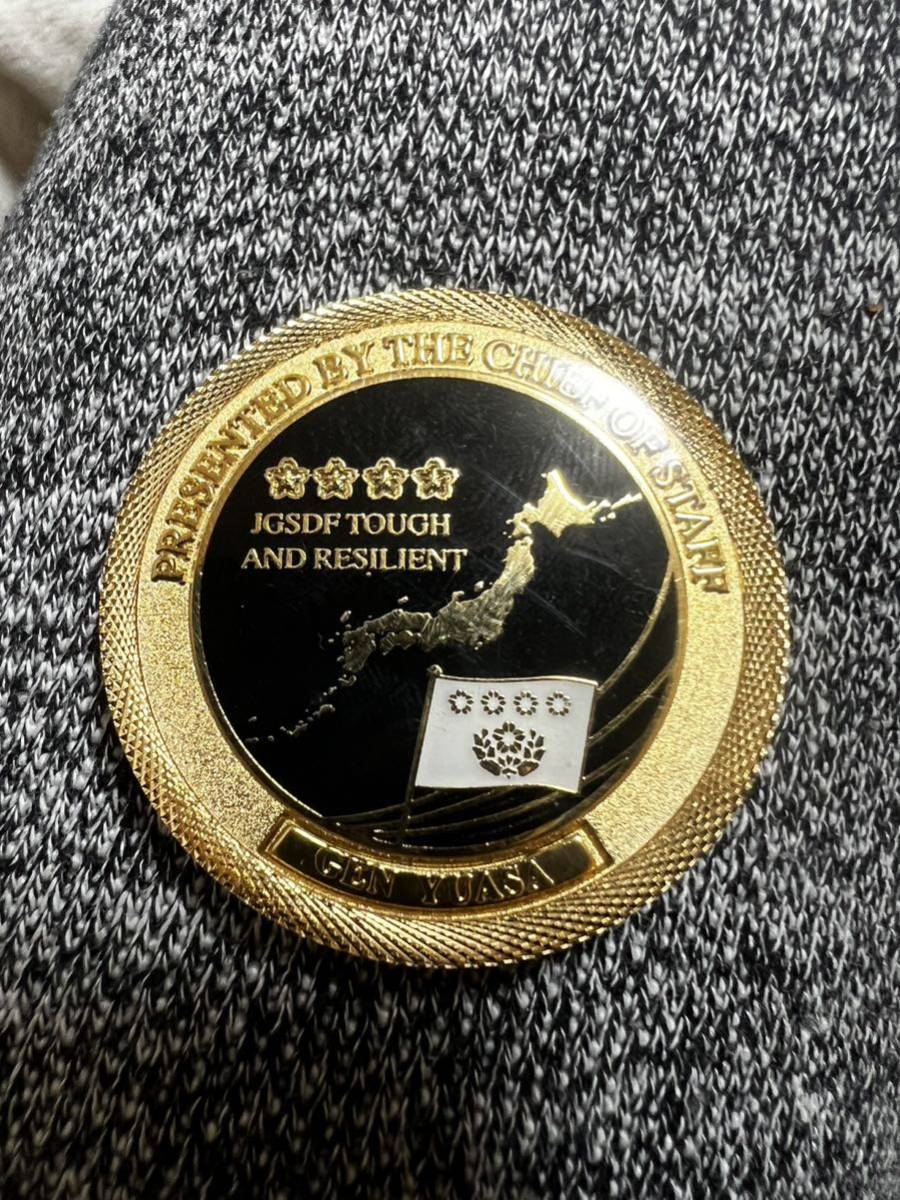 PRESENTED BY THE CHIEF OF STAFF
JGSDF TOUGH
AND RESILIENT
GEN YUASA